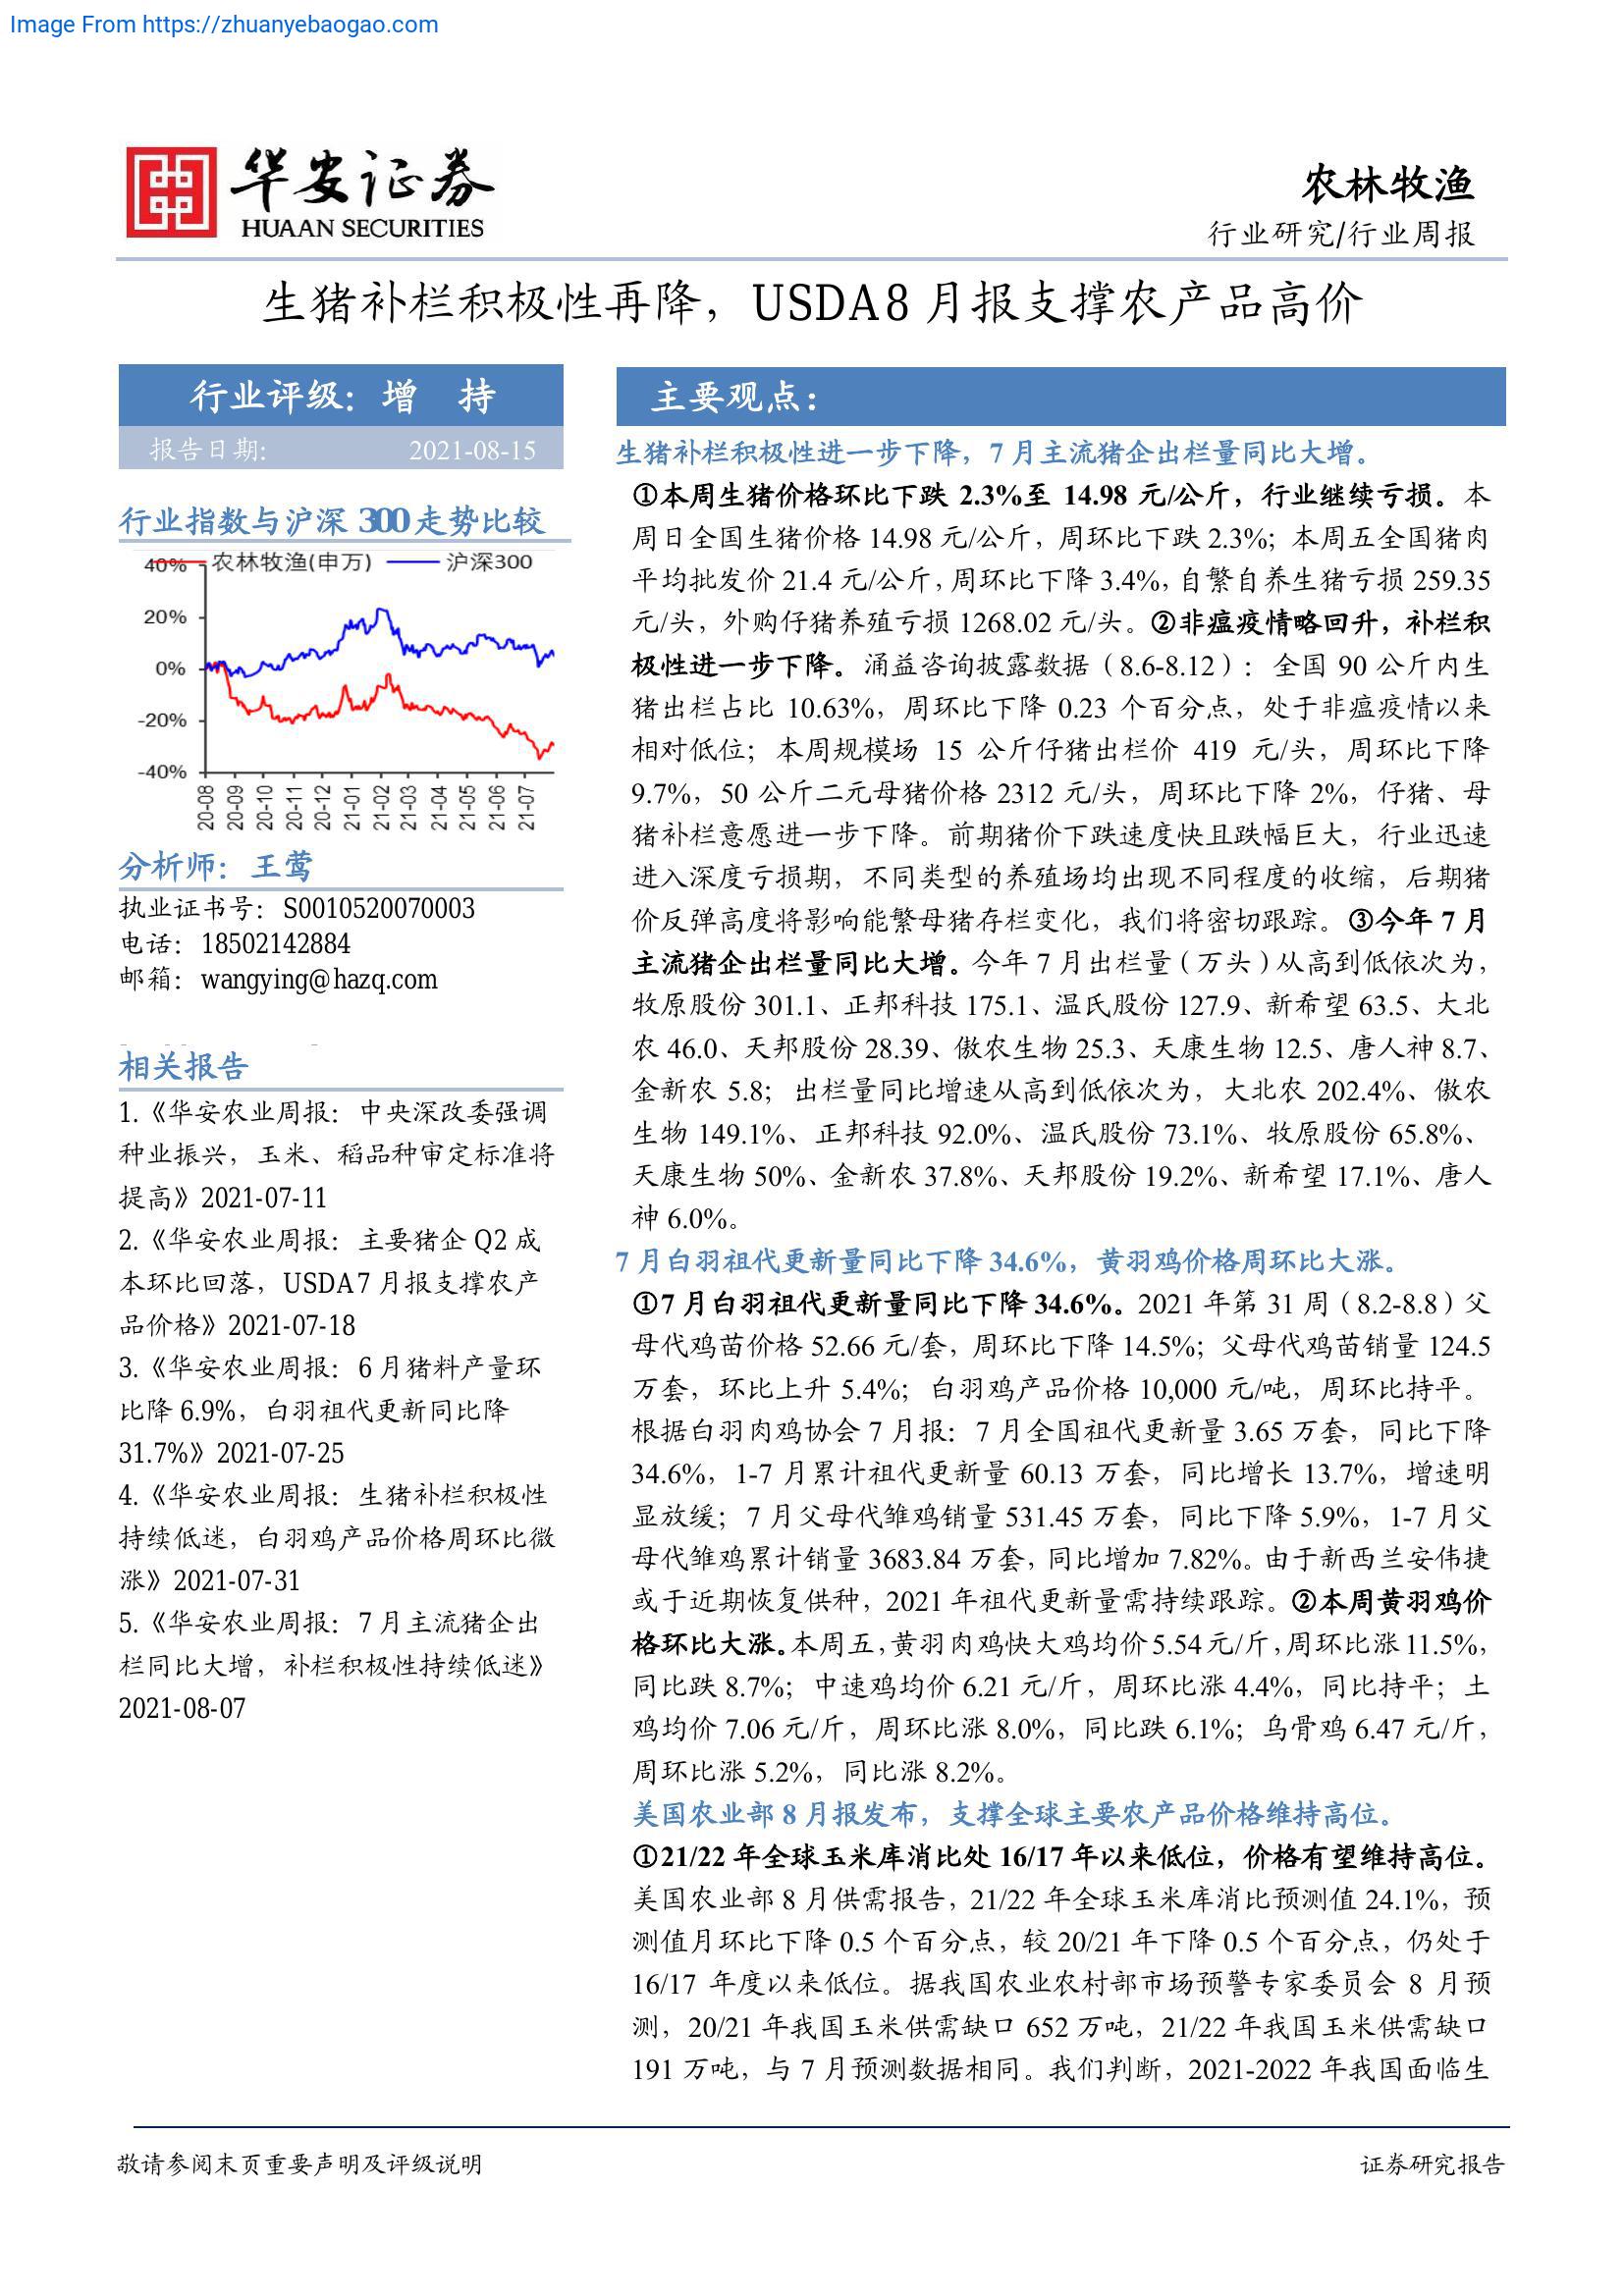 Image From https://zhuanyebaogao.com
华安证券
HUAAN SECURITIES
农林牧渔
行业研究/行业周报
生猪补栏积极性再降，USDA8 月报支撑农产品高价
行业评级：增 持
报告日期: 2021-08-15
行业指数与沪深 300 走势比较
农林牧渔(申万) 沪深300
40%
20%
0%
-20%
-40%
20-08 20-09 20-10 20-11 20-12 21-01 21-02 21-03 21-04 21-05 21-06 21-07
分析师：王莺
执业证书号：S0010520070003
电话：18502142884
邮箱：wangying@hazq.com
相关报告
1.《华安农业周报：中央深改委强调
种业振兴，玉米、稻品种审定标准将
提高》2021-07-11
2.《华安农业周报：主要猪企 Q2 成
本环比回落，USDA7 月报支撑农产
品价格》2021-07-18
3.《华安农业周报：6 月猪料产量环
比降 6.9%，白羽祖代更新同比降
31.7%》2021-07-25
4.《华安农业周报：生猪补栏积极性
持续低迷，白羽鸡产品价格周环比微
涨》2021-07-31
5.《华安农业周报：7 月主流猪企出
栏同比大增，补栏积极性持续低迷》
2021-08-07
主要观点：
生猪补栏积极性进一步下降，7 月主流猪企出栏量同比大增。
①本周生猪价格环比下跌 2.3%至 14.98 元/公斤，行业继续亏损。本
周日全国生猪价格 14.98 元/公斤，周环比下跌 2.3%；本周五全国猪肉
平均批发价 21.4 元/公斤，周环比下降 3.4%，自繁自养生猪亏损 259.35
元/头，外购仔猪养殖亏损 1268.02 元/头。②非瘟疫情略回升，补栏积
极性进一步下降。涌益咨询披露数据（8.6-8.12）：全国 90 公斤内生
猪出栏占比 10.63%，周环比下降 0.23 个百分点，处于非瘟疫情以来
相对低位；本周规模场 15 公斤仔猪出栏价 419 元/头，周环比下降
9.7%，50 公斤二元母猪价格 2312 元/头，周环比下降 2%，仔猪、母
猪补栏意愿进一步下降。前期猪价下跌速度快且跌幅巨大，行业迅速
进入深度亏损期，不同类型的养殖场均出现不同程度的收缩，后期猪
价反弹高度将影响能繁母猪存栏变化，我们将密切跟踪。③今年 7 月
主流猪企出栏量同比大增。今年 7 月出栏量（万头）从高到低依次为，
牧原股份 301.1、正邦科技 175.1、温氏股份 127.9、新希望 63.5、大北
农 46.0、天邦股份 28.39、傲农生物 25.3、天康生物 12.5、唐人神 8.7、
金新农 5.8；出栏量同比增速从高到低依次为，大北农 202.4%、傲农
生物 149.1%、正邦科技 92.0%、温氏股份 73.1%、牧原股份 65.8%、
天康生物 50%、金新农 37.8%、天邦股份 19.2%、新希望 17.1%、唐人
神 6.0%。
7 月白羽祖代更新量同比下降 34.6%，黄羽鸡价格周环比大涨。
①7 月白羽祖代更新量同比下降 34.6%。2021 年第 31 周（8.2-8.8）父
母代鸡苗价格 52.66 元/套，周环比下降 14.5%；父母代鸡苗销量 124.5
万套，环比上升 5.4%；白羽鸡产品价格 10,000 元/吨，周环比持平。
根据白羽肉鸡协会 7 月报：7 月全国祖代更新量 3.65 万套，同比下降
34.6%，1-7 月累计祖代更新量 60.13 万套，同比增长 13.7%，增速明
显放缓；7 月父母代雏鸡销量 531.45 万套，同比下降 5.9%，1-7 月父
母代雏鸡累计销量 3683.84 万套，同比增加 7.82%。由于新西兰安伟捷
或于近期恢复供种，2021 年祖代更新量需持续跟踪。②本周黄羽鸡价
格环比大涨。本周五，黄羽肉鸡快大鸡均价 5.54 元/斤，周环比涨 11.5%，
同比跌 8.7%；中速鸡均价 6.21 元/斤，周环比涨 4.4%，同比持平；土
鸡均价 7.06 元/斤，周环比涨 8.0%，同比跌 6.1%；乌骨鸡 6.47 元/斤，
周环比涨 5.2%，同比涨 8.2%。
美国农业部 8 月报发布，支撑全球主要农产品价格维持高位。
①21/22 年全球玉米库消比处 16/17 年以来低位，价格有望维持高位。
美国农业部 8 月供需报告，21/22 年全球玉米库消比预测值 24.1%，预
测值月环比下降 0.5 个百分点，较 20/21 年下降 0.5 个百分点，仍处于
16/17 年度以来低位。据我国农业农村部市场预警专家委员会 8 月预
测，20/21 年我国玉米供需缺口 652 万吨，21/22 年我国玉米供需缺口
191 万吨，与 7 月预测数据相同。我们判断，2021-2022 年我国面临生
敬请参阅末页重要声明及评级说明
证券研究报告